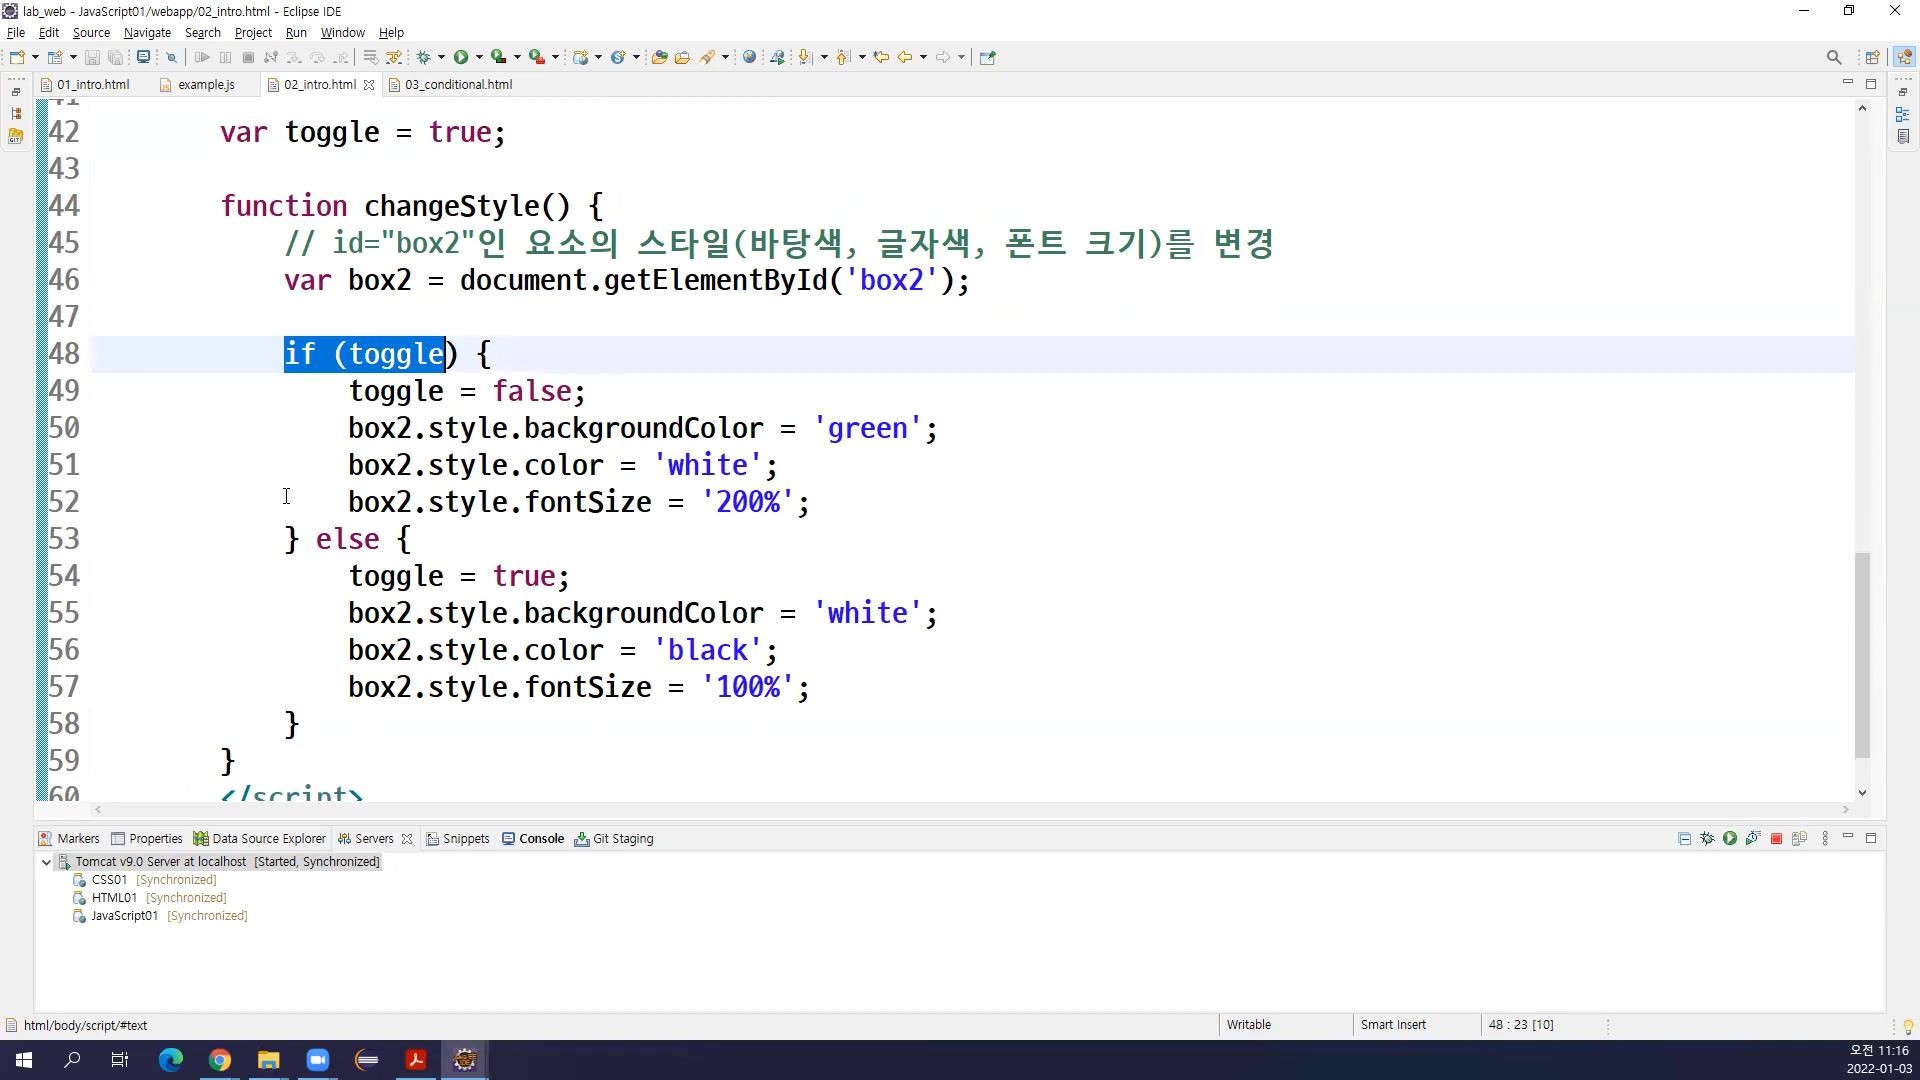 lab_web - JavaScript01/webapp/02_intro.html - Eclipse IDE
File Edit Source Navigate Search Project Run Window Help
01_intro.html example.js 02_intro.html 03_conditional.html
41
42 var toggle = true;
43
44 function changeStyle() {
45 // id="box2"인 요소의 스타일(바탕색, 글자색, 폰트 크기)를 변경
46 var box2 = document.getElementById('box2');
47
48 if (toggle) {
49 toggle = false;
50 box2.style.backgroundColor = 'green';
51 box2.style.color = 'white';
52 box2.style.fontSize = '200%';
53 } else {
54 toggle = true;
55 box2.style.backgroundColor = 'white';
56 box2.style.color = 'black';
57 box2.style.fontSize = '100%';
58 }
59 }
60 </script>
Markers Properties Data Source Explorer Servers Snippets Console Git Staging
Tomcat v9.0 Server at localhost [Started, Synchronized]
CSS01 [Synchronized]
HTML01 [Synchronized]
JavaScript01 [Synchronized]
html/body/script/#text Writable Smart Insert 48 : 23 [10]
오전 11:16
2022-01-03